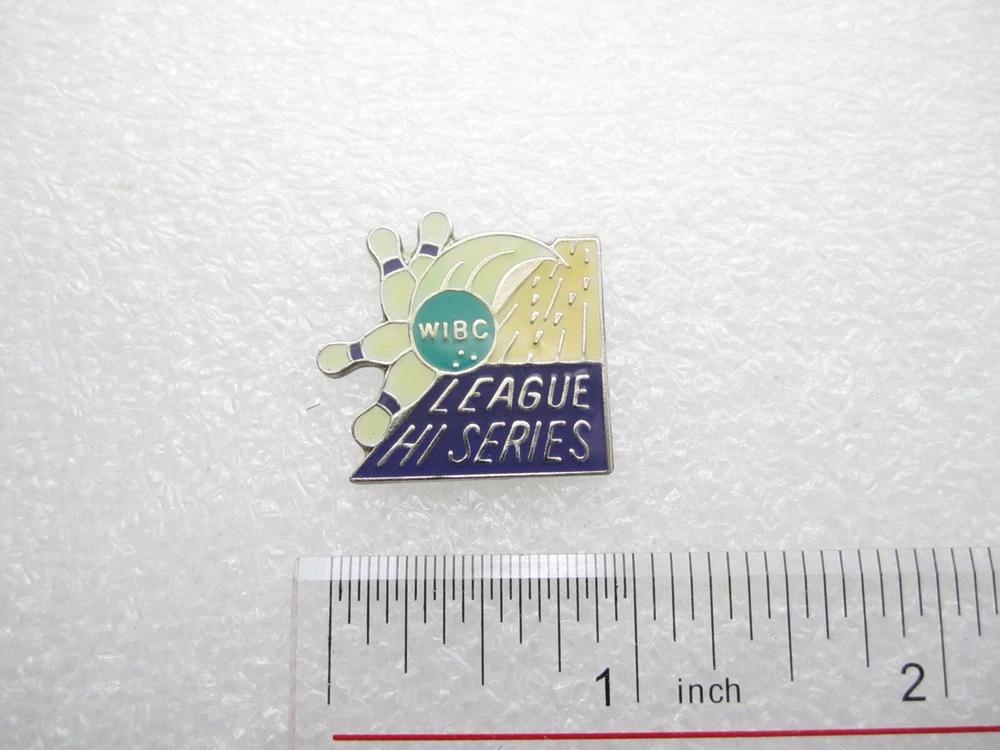 WIBC
LEAGUE
HI SERIES
1 inch 2